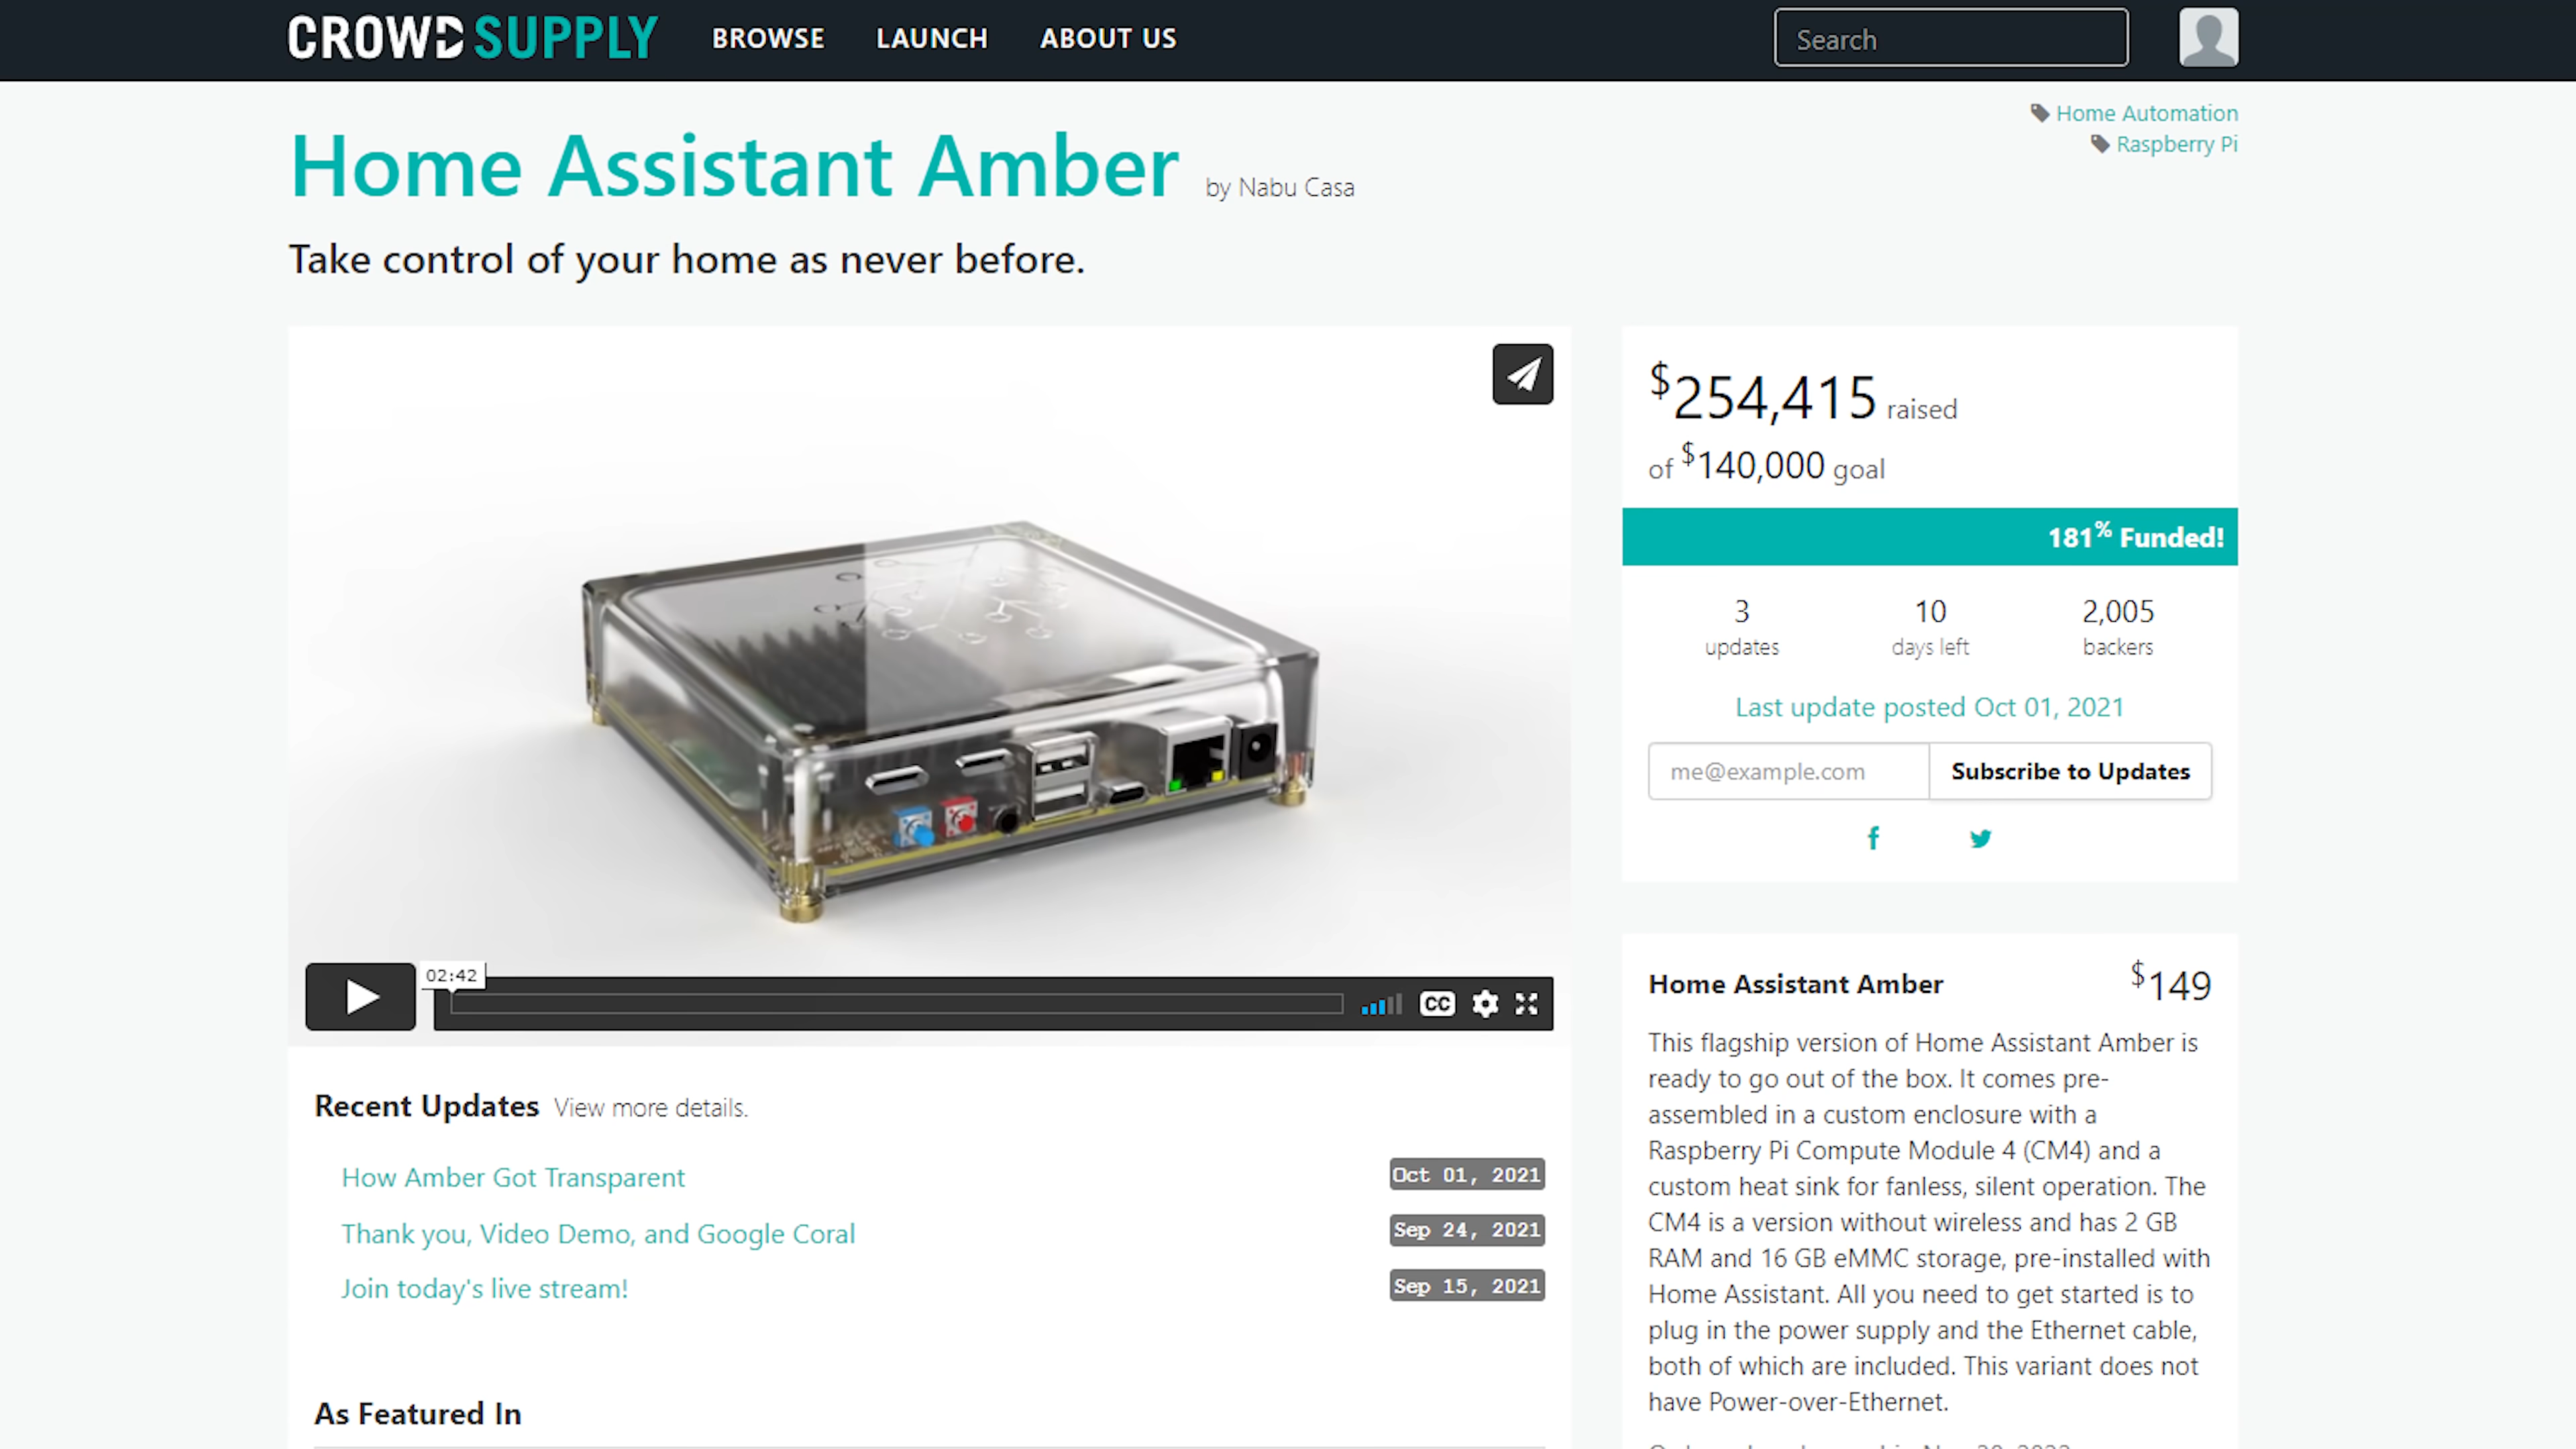 CROWD SUPPLY BROWSE LAUNCH ABOUT US Search
Home Automation
Raspberry Pi
Home Assistant Amber by Nabu Casa
Take control of your home as never before.
$254,415 raised
of $140,000 goal
181% Funded!
3 10 2,005
updates days left backers
Last update posted Oct 01, 2021
me@example.com Subscribe to Updates
02:42
CC
Recent Updates View more details.
How Amber Got Transparent Oct 01, 2021
Thank you, Video Demo, and Google Coral Sep 24, 2021
Join today's live stream! Sep 15, 2021
As Featured In
Home Assistant Amber $149
This flagship version of Home Assistant Amber is
ready to go out of the box. It comes pre-
assembled in a custom enclosure with a
Raspberry Pi Compute Module 4 (CM4) and a
custom heat sink for fanless, silent operation. The
CM4 is a version without wireless and has 2 GB
RAM and 16 GB eMMC storage, pre-installed with
Home Assistant. All you need to get started is to
plug in the power supply and the Ethernet cable,
both of which are included. This variant does not
have Power-over-Ethernet.